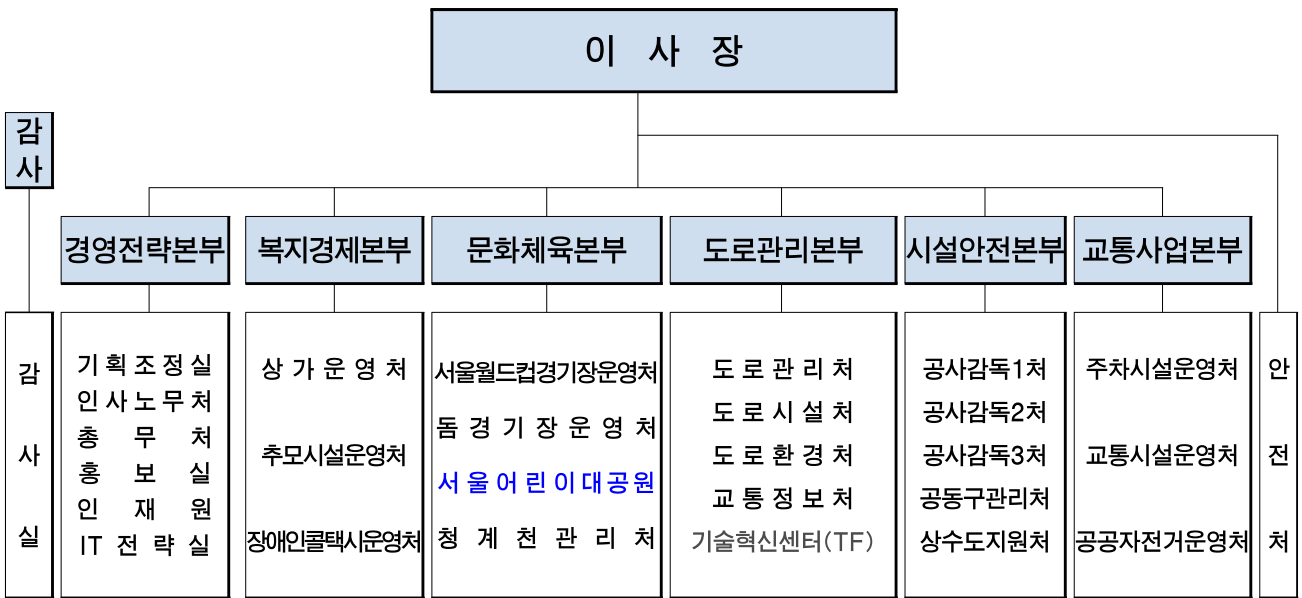 이 사 장
감
사
경영전략본부
복지경제본부
문화체육본부
도로관리본부
시설안전본부
교통사업본부
감
사
실
기획조정실
인사노무처
총 무 처
홍 보 실
인 재 원
IT 전 략 실
상가운영처
추모시설운영처
장애인콜택시운영처
서울월드컵경기장운영처
돔경기장운영처
서울어린이대공원
청계천관리처
도로관리처
도로시설처
도로환경처
교통정보처
기술혁신센터(TF)
공사감독1처
공사감독2처
공사감독3처
공동구관리처
상수도지원처
주차시설운영처
교통시설운영처
공공자전거운영처
안
전
처